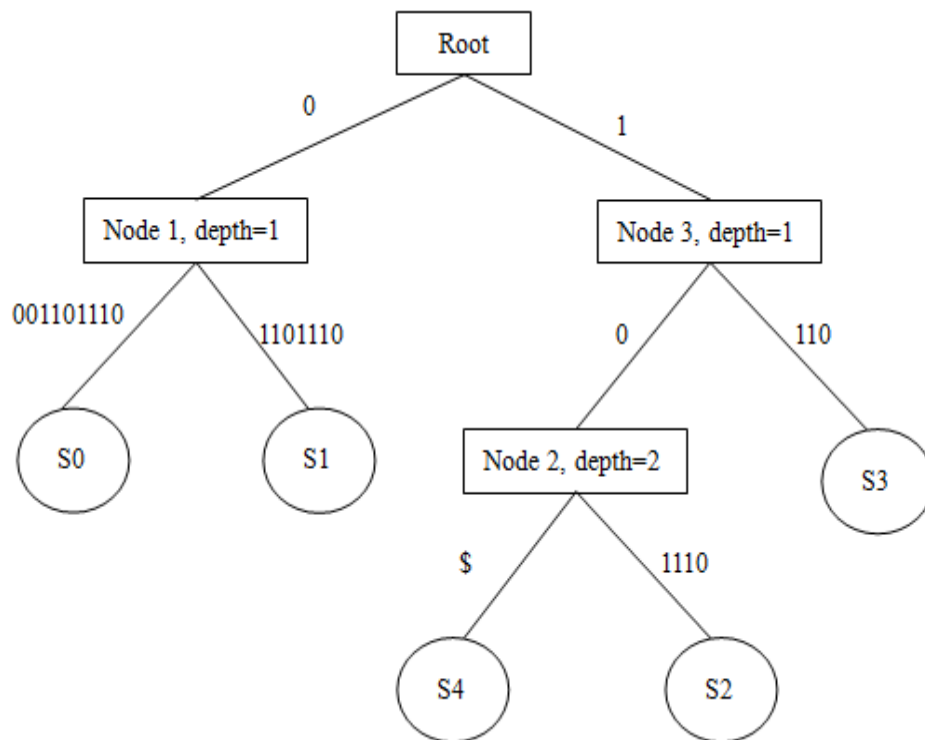 Root
0
1
Node 1, depth=1
Node 3, depth=1
001101110
1101110
0
110
S0
S1
Node 2, depth=2
S3
$
1110
S4
S2